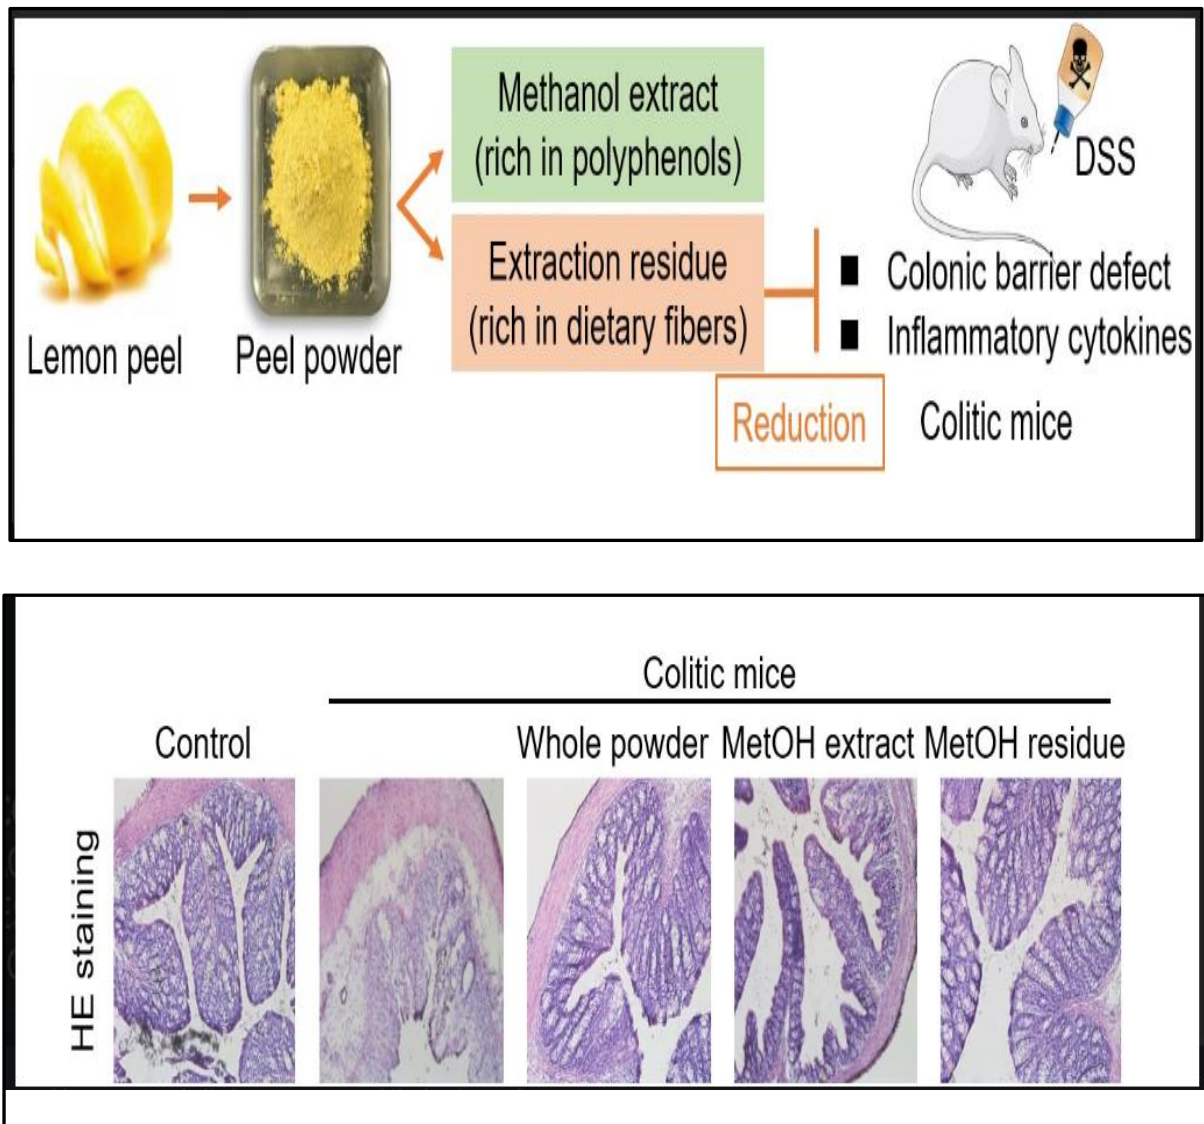 Methanol extract
(rich in polyphenols)
DSS
Extraction residue
(rich in dietary fibers)
Colonic barrier defect
Inflammatory cytokines
Lemon peel
Peel powder
Reduction
Colitic mice
Colitic mice
Control
Whole powder
MetOH extract
MetOH residue
HE staining